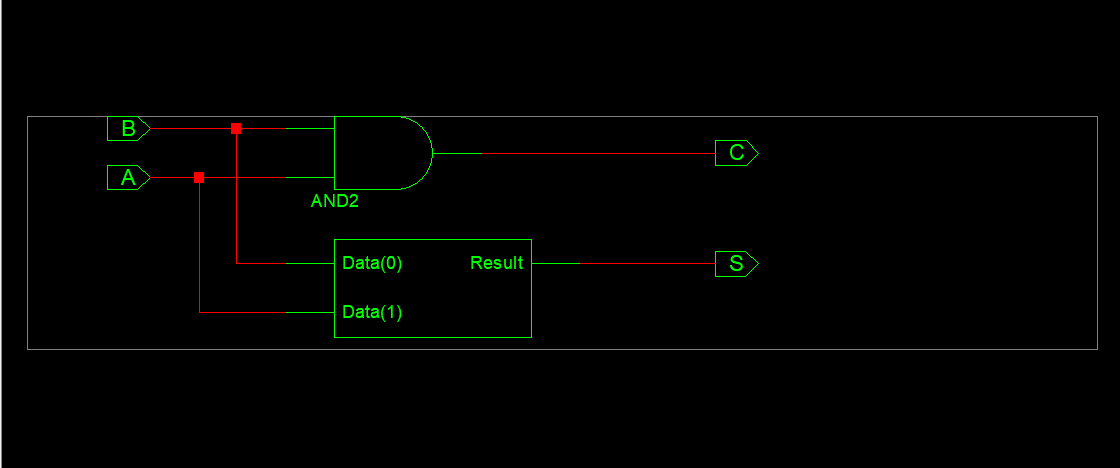 B
A
C
AND2
Data(0)
Result
S
Data(1)